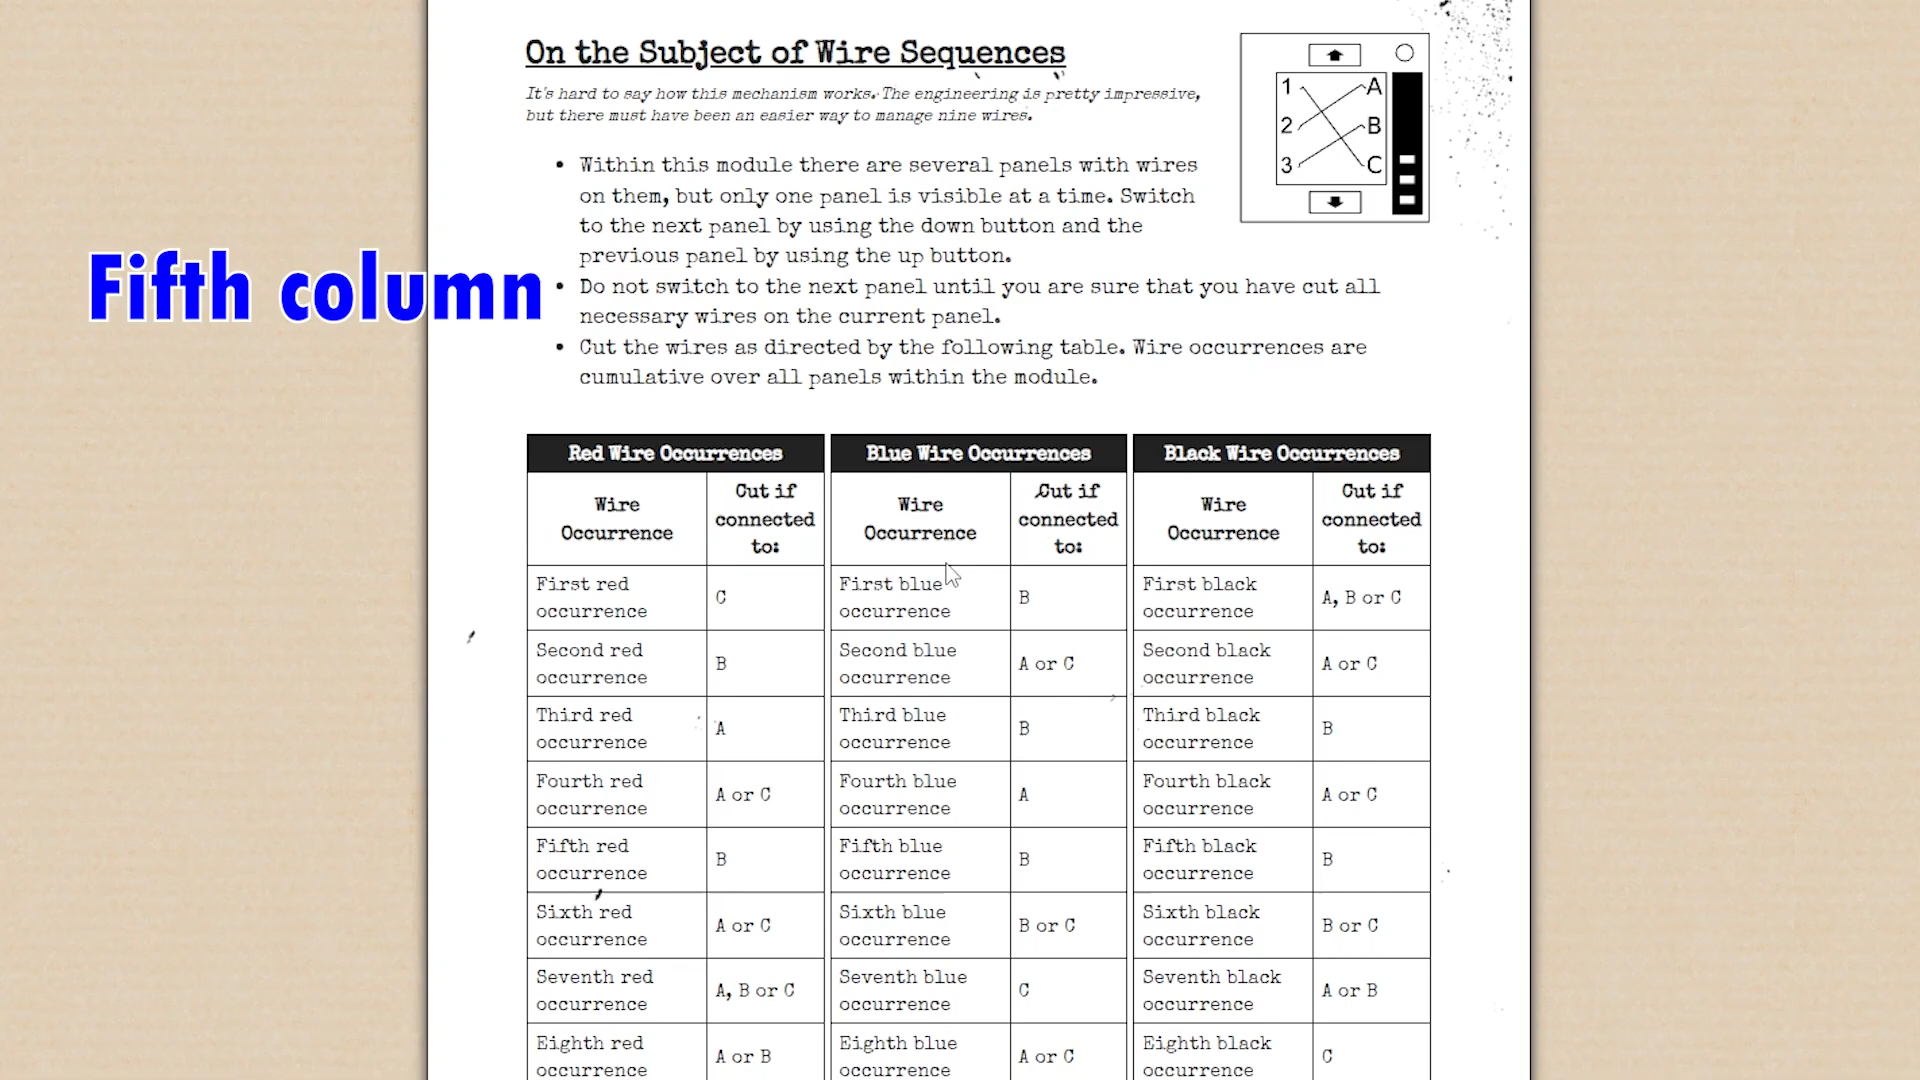 On the Subject of Wire Sequences
It's hard to say how this mechanism works. The engineering is pretty impressive,
but there must have been an easier way to manage nine wires.
1 A
2 B
3 C
• Within this module there are several panels with wires
on them, but only one panel is visible at a time. Switch
to the next panel by using the down button and the
previous panel by using the up button.
Fifth column
• Do not switch to the next panel until you are sure that you have cut all
necessary wires on the current panel.
• Cut the wires as directed by the following table. Wire occurrences are
cumulative over all panels within the module.
Red Wire Occurrences
Wire
Occurrence
Cut if
connected
to:
First red
occurrence
C
Second red
occurrence
B
Third red
occurrence
A
Fourth red
occurrence
A or C
Fifth red
occurrence
B
Sixth red
occurrence
A or C
Seventh red
occurrence
A, B or C
Eighth red
occurrence
A or B
Blue Wire Occurrences
Wire
Occurrence
Cut if
connected
to:
First blue
occurrence
B
Second blue
occurrence
A or C
Third blue
occurrence
B
Fourth blue
occurrence
A
Fifth blue
occurrence
B
Sixth blue
occurrence
B or C
Seventh blue
occurrence
C
Eighth blue
occurrence
A or C
Black Wire Occurrences
Wire
Occurrence
Cut if
connected
to:
First black
occurrence
A, B or C
Second black
occurrence
A or C
Third black
occurrence
B
Fourth black
occurrence
A or C
Fifth black
occurrence
B
Sixth black
occurrence
B or C
Seventh black
occurrence
A or B
Eighth black
occurrence
C